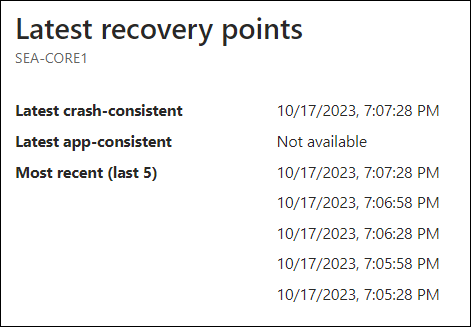 Latest recovery points
SEA-CORE1
Latest crash-consistent 10/17/2023, 7:07:28 PM
Latest app-consistent Not available
Most recent (last 5) 10/17/2023, 7:07:28 PM
10/17/2023, 7:06:58 PM
10/17/2023, 7:06:28 PM
10/17/2023, 7:05:58 PM
10/17/2023, 7:05:28 PM